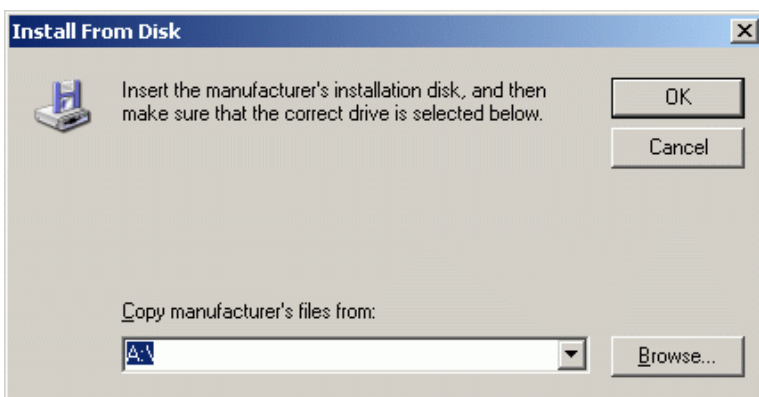 Install From Disk
Insert the manufacturer's installation disk, and then
make sure that the correct drive is selected below.
OK
Cancel
Copy manufacturer's files from:
A:\
Browse...